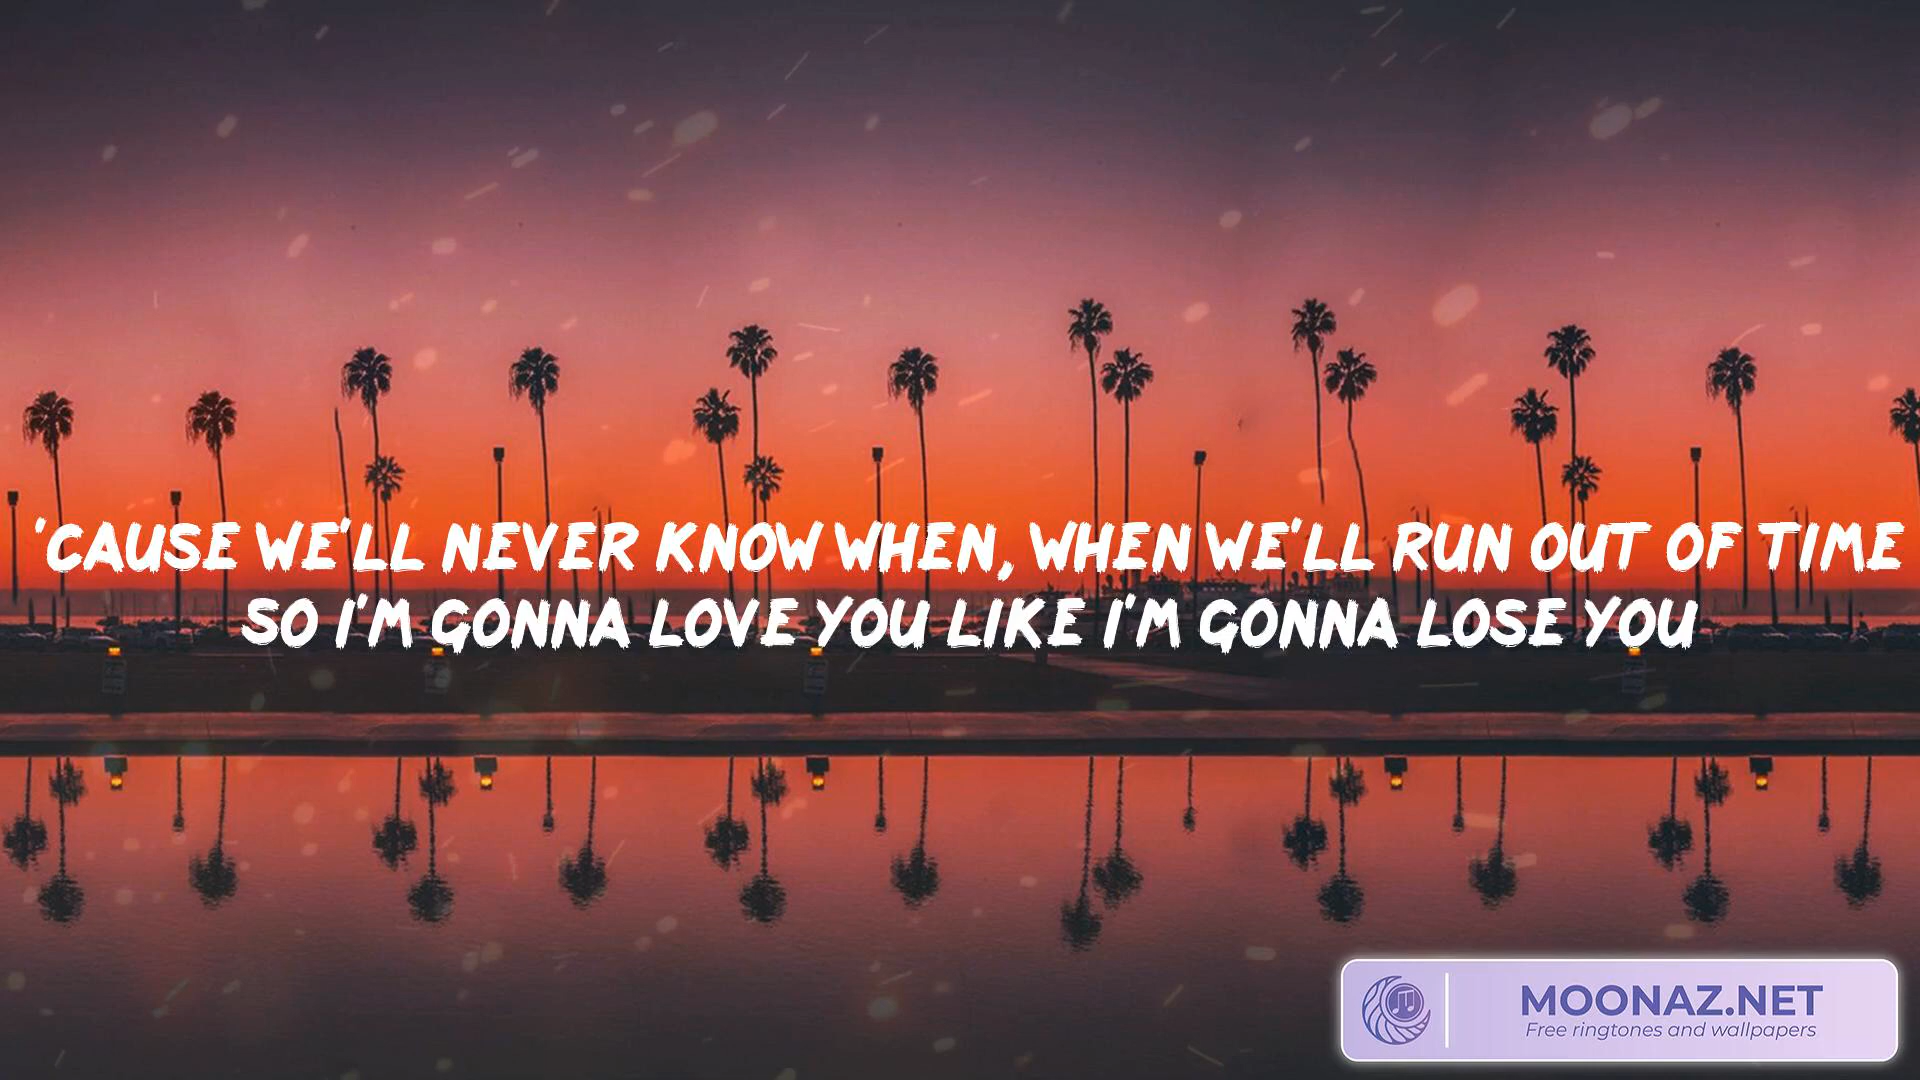 'CAUSE WE'LL NEVER KNOW WHEN, WHEN WE'LL RUN OUT OF TIME
SO I'M GONNA LOVE YOU LIKE I'M GONNA LOSE YOU
MOONAZ.NET
Free ringtones and wallpapers